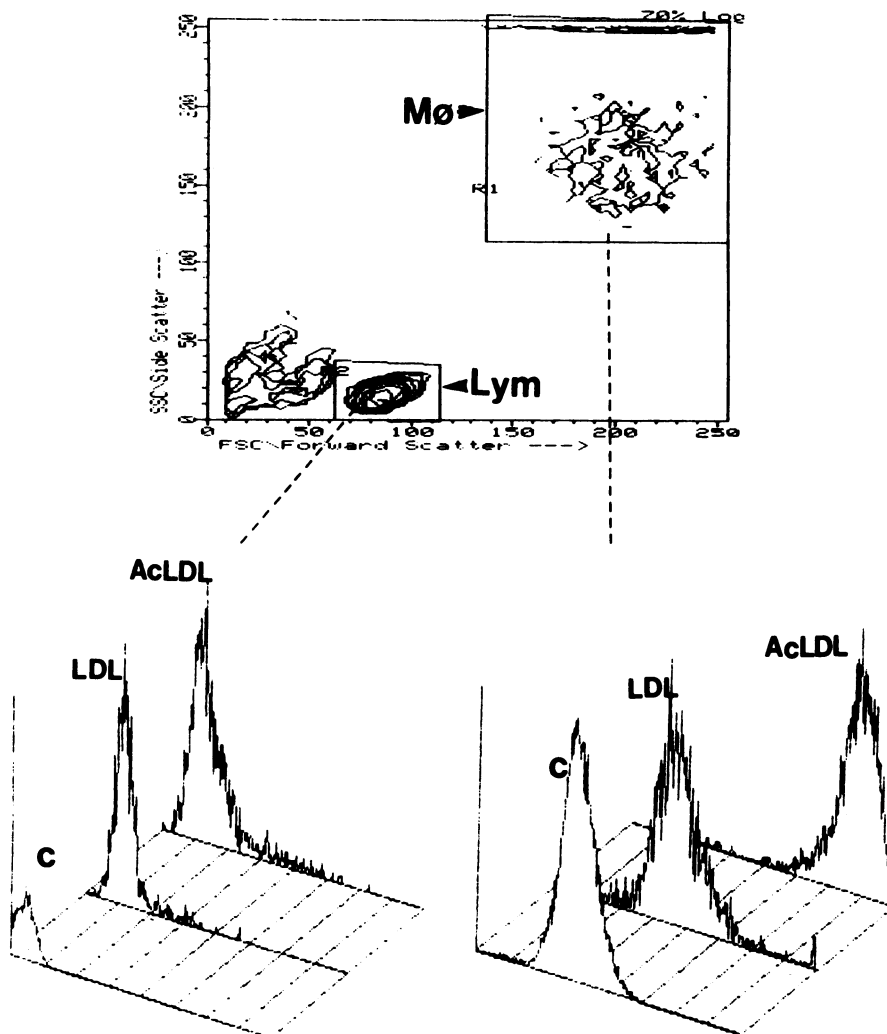 70% Log
250
Mø
200
R1
150
100
SSC\Side Scatter --->
50
Lym
0
0 50 100 150 200 250
FSC\Forward Scatter --->
AcLDL
LDL
C
AcLDL
LDL
C